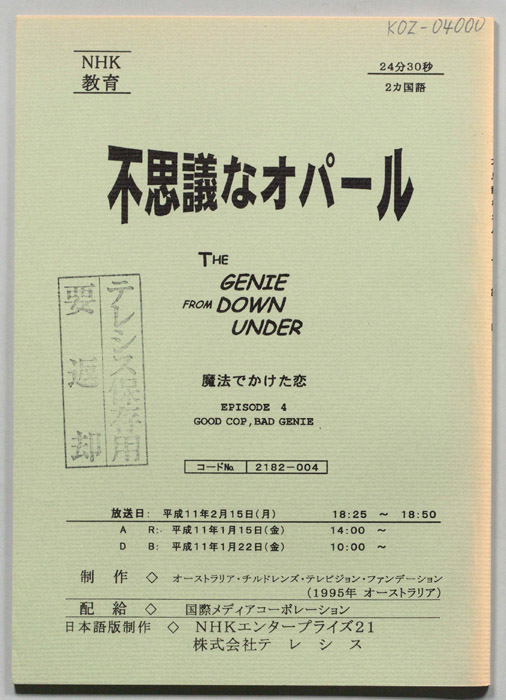 KOZ-04000
NHK
教育
24分30秒
2カ国語
不思議なオパール
THE
GENIE
FROM DOWN
UNDER
テレシス保存用
要返却
魔法でかけた恋
EPISODE 4
GOOD COP, BAD GENIE
コードNo. 2182-004
放送日: 平成11年2月15日(月) 18:25 ～ 18:50
A R: 平成11年1月15日(金) 14:00 ～
D B: 平成11年1月22日(金) 10:00 ～
制作 ◇ オーストラリア・チルドレンズ・テレビジョン・ファンデーション
(1995年 オーストラリア)
配給 ◇ 国際メディアコーポレーション
日本語版制作 ◇ NHKエンタープライズ21
株式会社テレシス